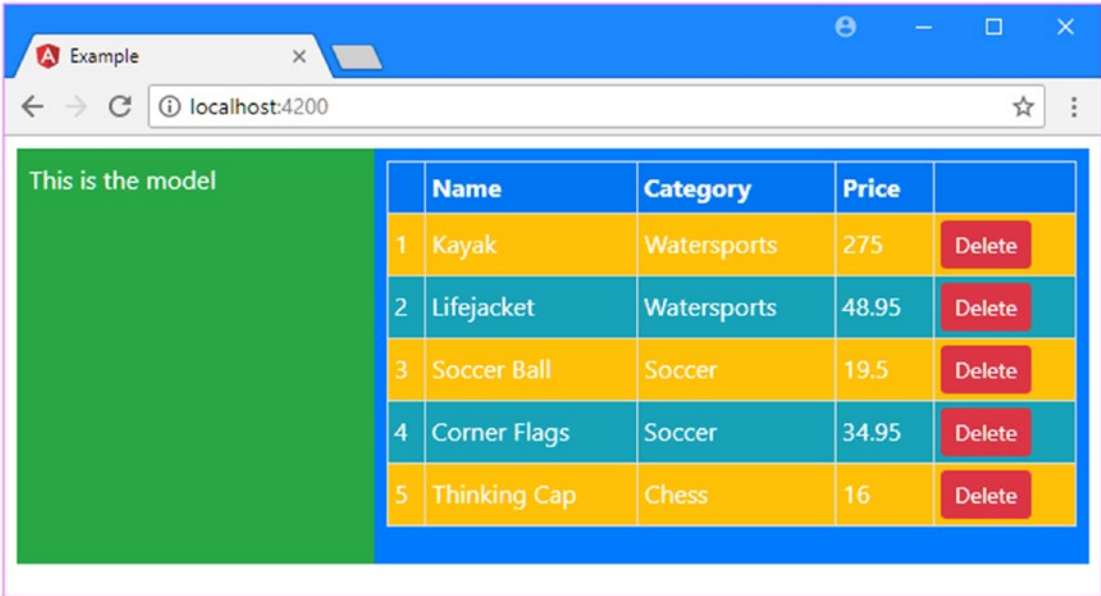 Example
localhost:4200
This is the model
Name Category Price
1 Kayak Watersports 275 Delete
2 Lifejacket Watersports 48.95 Delete
3 Soccer Ball Soccer 19.5 Delete
4 Corner Flags Soccer 34.95 Delete
5 Thinking Cap Chess 16 Delete